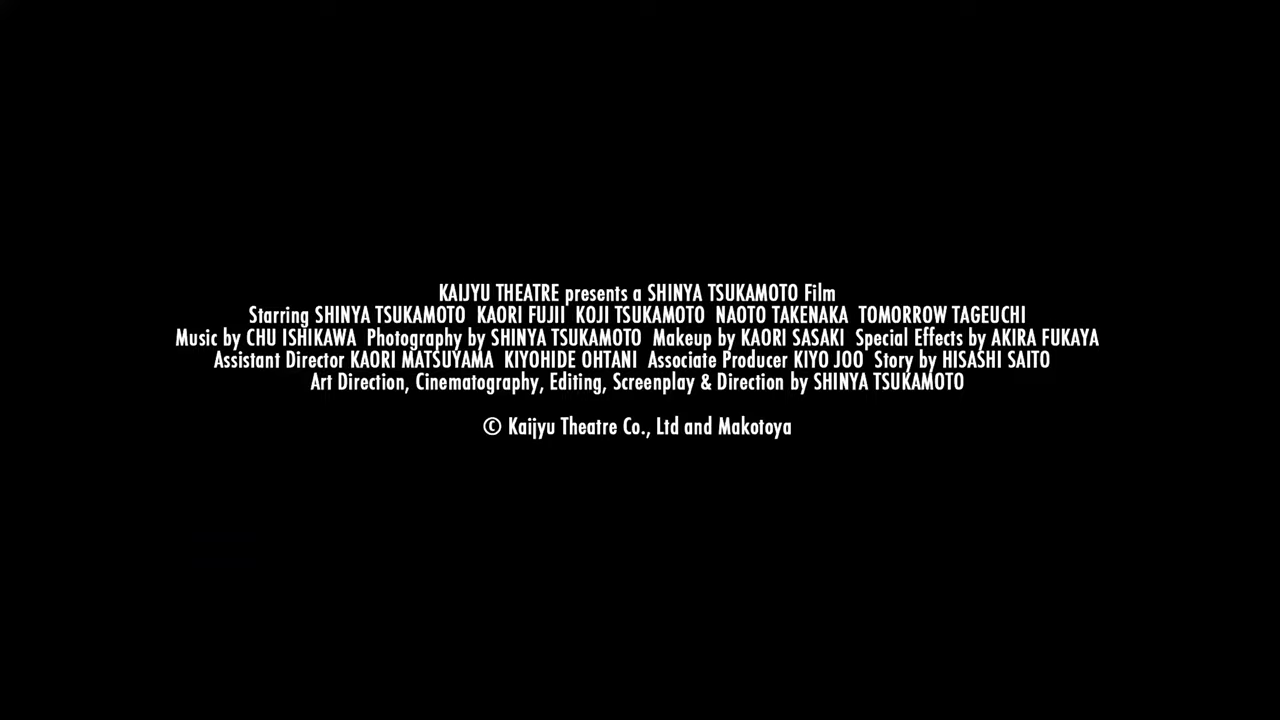 KAIJYU THEATRE presents a SHINYA TSUKAMOTO Film
Starring SHINYA TSUKAMOTO KAORI FUJII KOJI TSUKAMOTO NAOTO TAKENAKA TOMORROW TAGEUCHI
Music by CHU ISHIKAWA Photography by SHINYA TSUKAMOTO Makeup by KAORI SASAKI Special Effects by AKIRA FUKAYA
Assistant Director KAORI MATSUYAMA KIYOHIDE OHTANI Associate Producer KIYO JOO Story by HISASHI SAITO
Art Direction, Cinematography, Editing, Screenplay & Direction by SHINYA TSUKAMOTO
© Kaijyu Theatre Co., Ltd and Makotoya